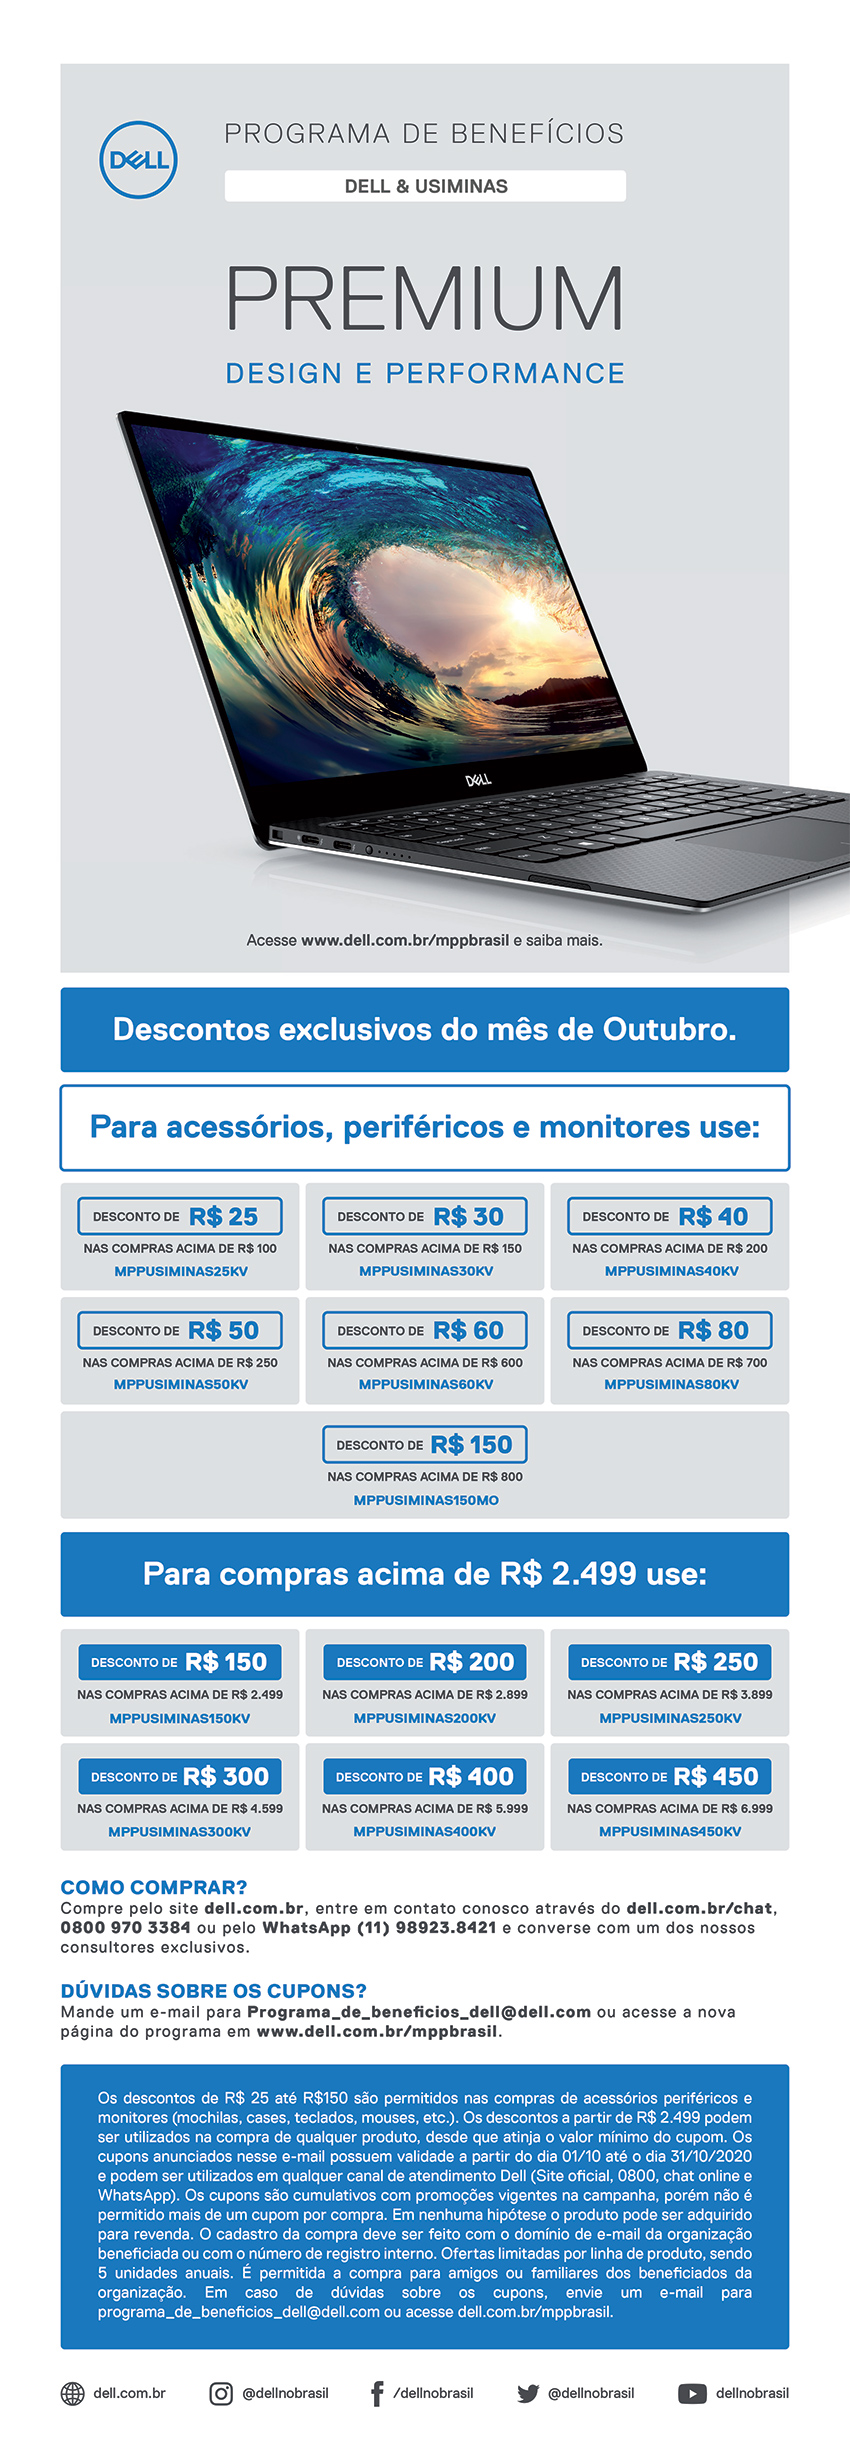 DELL
PROGRAMA DE BENEFÍCIOS
DELL & USIMINAS
PREMIUM
DESIGN E PERFORMANCE
DELL
Acesse www.dell.com.br/mppbrasil e saiba mais.
Descontos exclusivos do mês de Outubro.
Para acessórios, periféricos e monitores use:
DESCONTO DE R$ 25
NAS COMPRAS ACIMA DE R$ 100
MPPUSIMINAS25KV
DESCONTO DE R$ 30
NAS COMPRAS ACIMA DE R$ 150
MPPUSIMINAS30KV
DESCONTO DE R$ 40
NAS COMPRAS ACIMA DE R$ 200
MPPUSIMINAS40KV
DESCONTO DE R$ 50
NAS COMPRAS ACIMA DE R$ 250
MPPUSIMINAS50KV
DESCONTO DE R$ 60
NAS COMPRAS ACIMA DE R$ 600
MPPUSIMINAS60KV
DESCONTO DE R$ 80
NAS COMPRAS ACIMA DE R$ 700
MPPUSIMINAS80KV
DESCONTO DE R$ 150
NAS COMPRAS ACIMA DE R$ 800
MPPUSIMINAS150MO
Para compras acima de R$ 2.499 use:
DESCONTO DE R$ 150
NAS COMPRAS ACIMA DE R$ 2.499
MPPUSIMINAS150KV
DESCONTO DE R$ 200
NAS COMPRAS ACIMA DE R$ 2.899
MPPUSIMINAS200KV
DESCONTO DE R$ 250
NAS COMPRAS ACIMA DE R$ 3.899
MPPUSIMINAS250KV
DESCONTO DE R$ 300
NAS COMPRAS ACIMA DE R$ 4.599
MPPUSIMINAS300KV
DESCONTO DE R$ 400
NAS COMPRAS ACIMA DE R$ 5.999
MPPUSIMINAS400KV
DESCONTO DE R$ 450
NAS COMPRAS ACIMA DE R$ 6.999
MPPUSIMINAS450KV
COMO COMPRAR?
Compre pelo site dell.com.br, entre em contato conosco através do dell.com.br/chat,
0800 970 3384 ou pelo WhatsApp (11) 98923.8421 e converse com um dos nossos
consultores exclusivos.
DÚVIDAS SOBRE OS CUPONS?
Mande um e-mail para Programa_de_beneficios_dell@dell.com ou acesse a nova
página do programa em www.dell.com.br/mppbrasil.
Os descontos de R$ 25 até R$150 são permitidos nas compras de acessórios periféricos e
monitores (mochilas, cases, teclados, mouses, etc.). Os descontos a partir de R$ 2.499 podem
ser utilizados na compra de qualquer produto, desde que atinja o valor mínimo do cupom. Os
cupons anunciados nesse e-mail possuem validade a partir do dia 01/10 até o dia 31/10/2020
e podem ser utilizados em qualquer canal de atendimento Dell (Site oficial, 0800, chat online e
WhatsApp). Os cupons são cumulativos com promoções vigentes na campanha, porém não é
permitido mais de um cupom por compra. Em nenhuma hipótese o produto pode ser adquirido
para revenda. O cadastro da compra deve ser feito com o domínio de e-mail da organização
beneficiada ou com o número de registro interno. Ofertas limitadas por linha de produto, sendo
5 unidades anuais. É permitida a compra para amigos ou familiares dos beneficiados da
organização. Em caso de dúvidas sobre os cupons, envie um e-mail para
programa_de_beneficios_dell@dell.com ou acesse dell.com.br/mppbrasil.
dell.com.br @dellnobrasil /dellnobrasil @dellnobrasil dellnobrasil